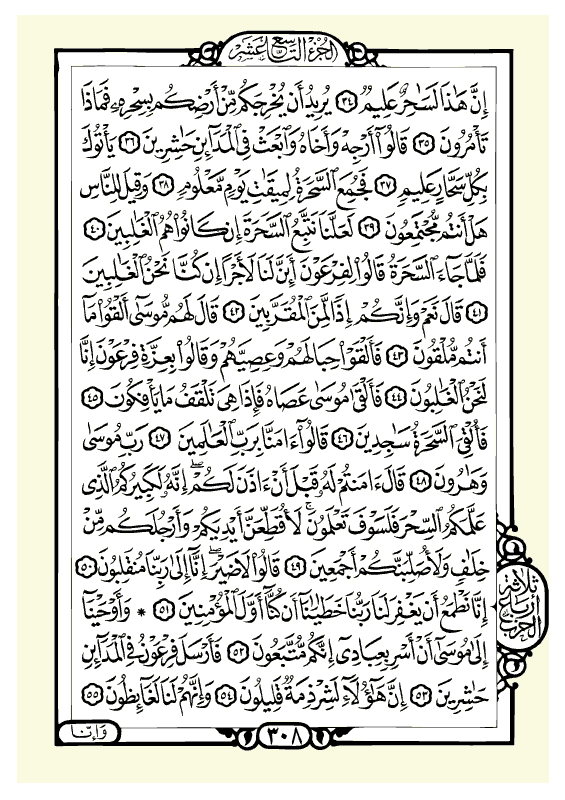 الجزء التاسع عشر
إِنَّ هَٰذَا لَسَٰحِرٌ عَلِيمٌ ٣٤ يُرِيدُ أَن يُخْرِجَكُم مِّنْ أَرْضِكُم بِسِحْرِهِۦ فَمَاذَا
تَأْمُرُونَ ٣٥ قَالُوٓا۟ أَرْجِهْ وَأَخَاهُ وَٱبْعَثْ فِى ٱلْمَدَآئِنِ حَٰشِرِينَ ٣٦ يَأْتُوكَ
بِكُلِّ سَحَّارٍ عَلِيمٍ ٣٧ فَجُمِعَ ٱلسَّحَرَةُ لِمِيقَٰتِ يَوْمٍ مَّعْلُومٍ ٣٨ وَقِيلَ لِلنَّاسِ
هَلْ أَنتُم مُّجْتَمِعُونَ ٣٩ لَعَلَّنَا نَتَّبِعُ ٱلسَّحَرَةَ إِن كَانُوا۟ هُمُ ٱلْغَٰلِبِينَ ٤٠
فَلَمَّا جَآءَ ٱلسَّحَرَةُ قَالُوا۟ لِفِرْعَوْنَ أَئِنَّ لَنَا لَأَجْرًا إِن كُنَّا نَحْنُ ٱلْغَٰلِبِينَ
٤١ قَالَ نَعَمْ وَإِنَّكُمْ إِذًا لَّمِنَ ٱلْمُقَرَّبِينَ ٤٢ قَالَ لَهُم مُّوسَىٰٓ أَلْقُوا۟ مَآ
أَنتُم مُّلْقُونَ ٤٣ فَأَلْقَوْا۟ حِبَالَهُمْ وَعِصِيَّهُمْ وَقَالُوا۟ بِعِزَّةِ فِرْعَوْنَ إِنَّا
لَنَحْنُ ٱلْغَٰلِبُونَ ٤٤ فَأَلْقَىٰ مُوسَىٰ عَصَاهُ فَإِذَا هِىَ تَلْقَفُ مَا يَأْفِكُونَ ٤٥
فَأُلْقِىَ ٱلسَّحَرَةُ سَٰجِدِينَ ٤٦ قَالُوٓا۟ ءَامَنَّا بِرَبِّ ٱلْعَٰلَمِينَ ٤٧ رَبِّ مُوسَىٰ
وَهَٰرُونَ ٤٨ قَالَ ءَامَنتُمْ لَهُۥ قَبْلَ أَنْ ءَاذَنَ لَكُمْ ۖ إِنَّهُۥ لَكَبِيرُكُمُ ٱلَّذِى
عَلَّمَكُمُ ٱلسِّحْرَ فَلَسَوْفَ تَعْلَمُونَ ۚ لَأُقَطِّعَنَّ أَيْدِيَكُمْ وَأَرْجُلَكُم مِّنْ
خِلَٰفٍ وَلَأُصَلِّبَنَّكُمْ أَجْمَعِينَ ٤٩ قَالُوا۟ لَا ضَيْرَ ۖ إِنَّآ إِلَىٰ رَبِّنَا مُنقَلِبُونَ ٥٠
إِنَّا نَطْمَعُ أَن يَغْفِرَ لَنَا رَبُّنَا خَطَٰيَٰنَآ أَن كُنَّآ أَوَّلَ ٱلْمُؤْمِنِينَ ٥١ * وَأَوْحَيْنَآ
إِلَىٰ مُوسَىٰٓ أَنْ أَسْرِ بِعِبَادِىٓ إِنَّكُم مُّتَّبَعُونَ ٥٢ فَأَرْسَلَ فِرْعَوْنُ فِى ٱلْمَدَآئِنِ
حَٰشِرِينَ ٥٣ إِنَّ هَٰٓؤُلَآءِ لَشِرْذِمَةٌ قَلِيلُونَ ٥٤ وَإِنَّهُمْ لَنَا لَغَآئِظُونَ ٥٥
ثلاثة
أرباع
الحزب
٣٠٨
وَإِنَّا